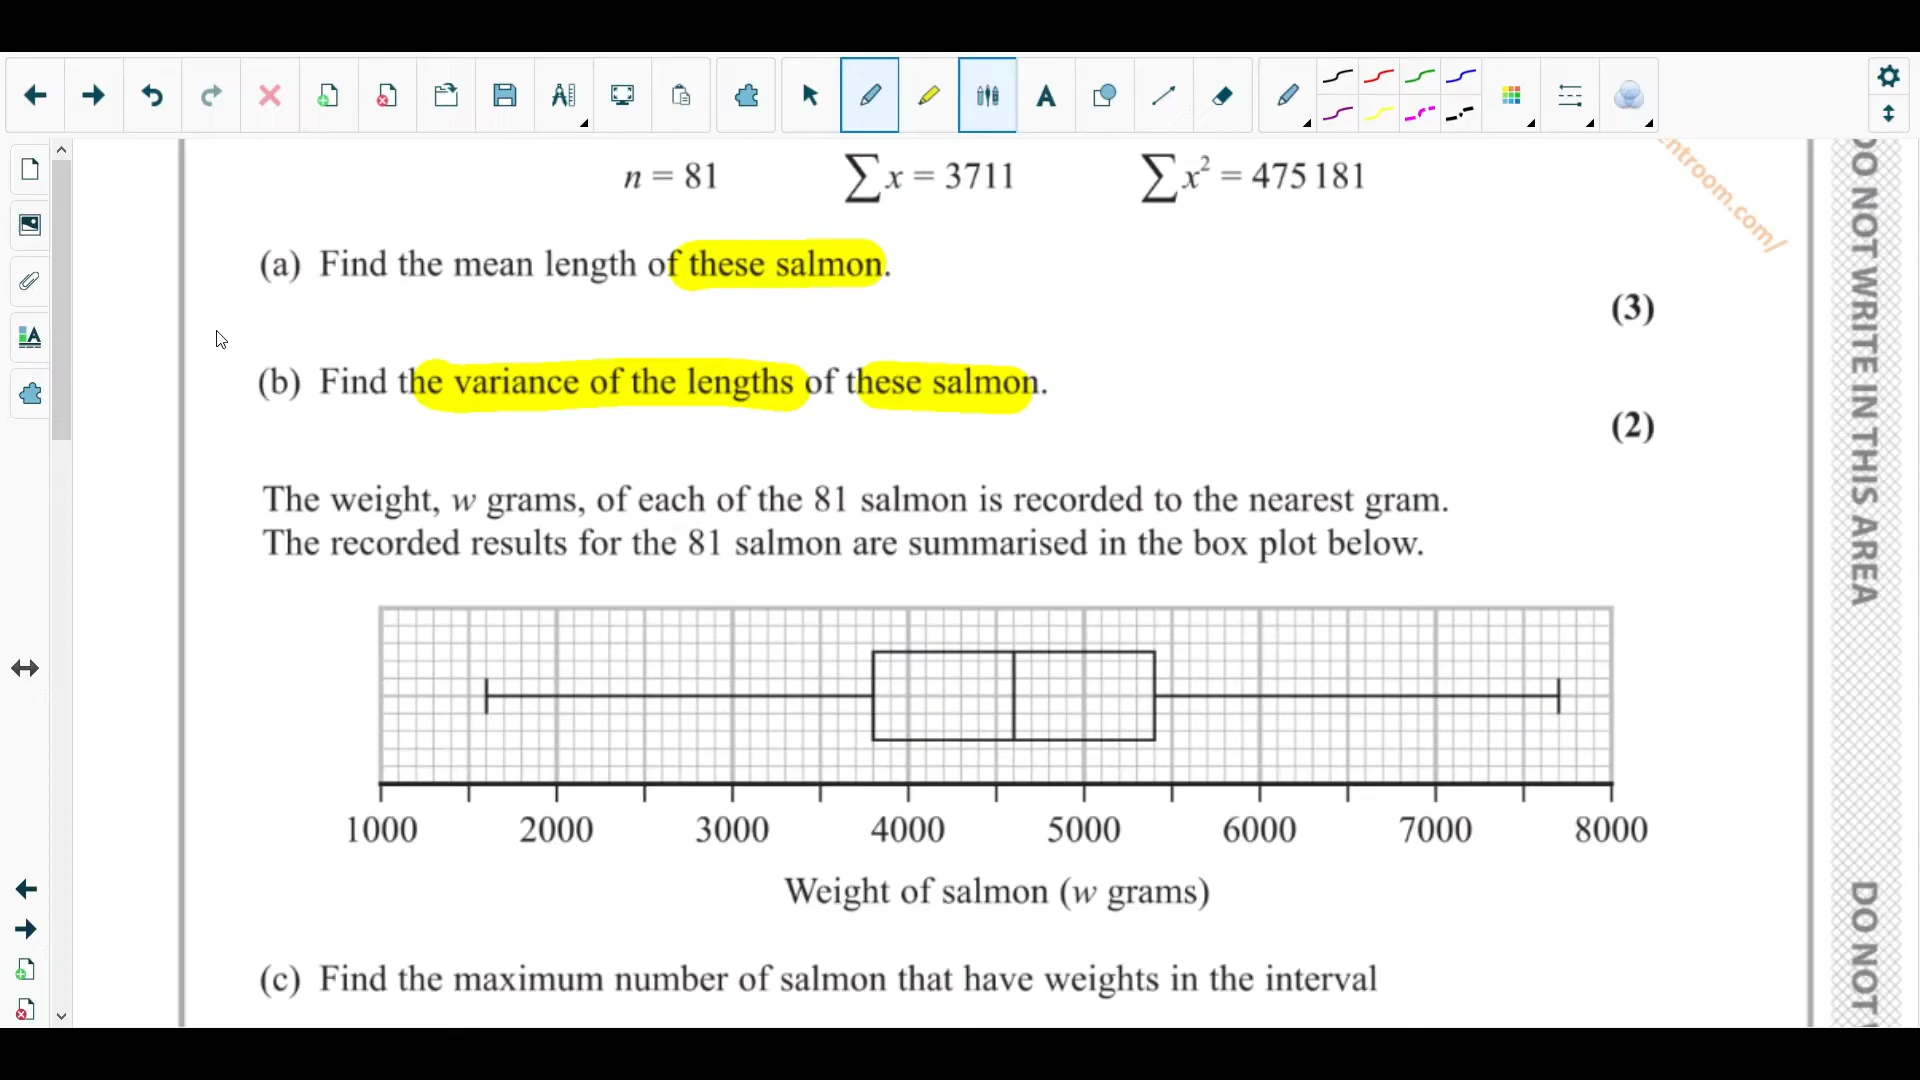 n = 81 ∑x = 3711 ∑x² = 475 181
ntroom.com/
(a) Find the mean length of these salmon.
(3)
(b) Find the variance of the lengths of these salmon.
(2)
The weight, w grams, of each of the 81 salmon is recorded to the nearest gram.
The recorded results for the 81 salmon are summarised in the box plot below.
1000 2000 3000 4000 5000 6000 7000 8000
Weight of salmon (w grams)
(c) Find the maximum number of salmon that have weights in the interval
DO NOT WRITE IN THIS AREA
DO NOT